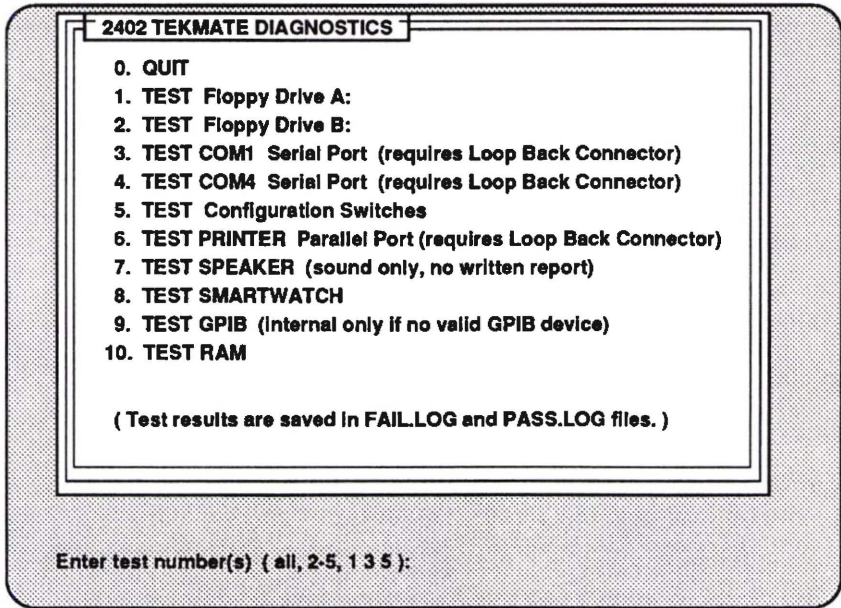 2402 TEKMATE DIAGNOSTICS
0. QUIT
1. TEST Floppy Drive A:
2. TEST Floppy Drive B:
3. TEST COM1 Serial Port (requires Loop Back Connector)
4. TEST COM4 Serial Port (requires Loop Back Connector)
5. TEST Configuration Switches
6. TEST PRINTER Parallel Port (requires Loop Back Connector)
7. TEST SPEAKER (sound only, no written report)
8. TEST SMARTWATCH
9. TEST GPIB (internal only if no valid GPIB device)
10. TEST RAM
( Test results are saved in FAIL.LOG and PASS.LOG files. )
Enter test number(s) ( all, 2-5, 1 3 5 ):